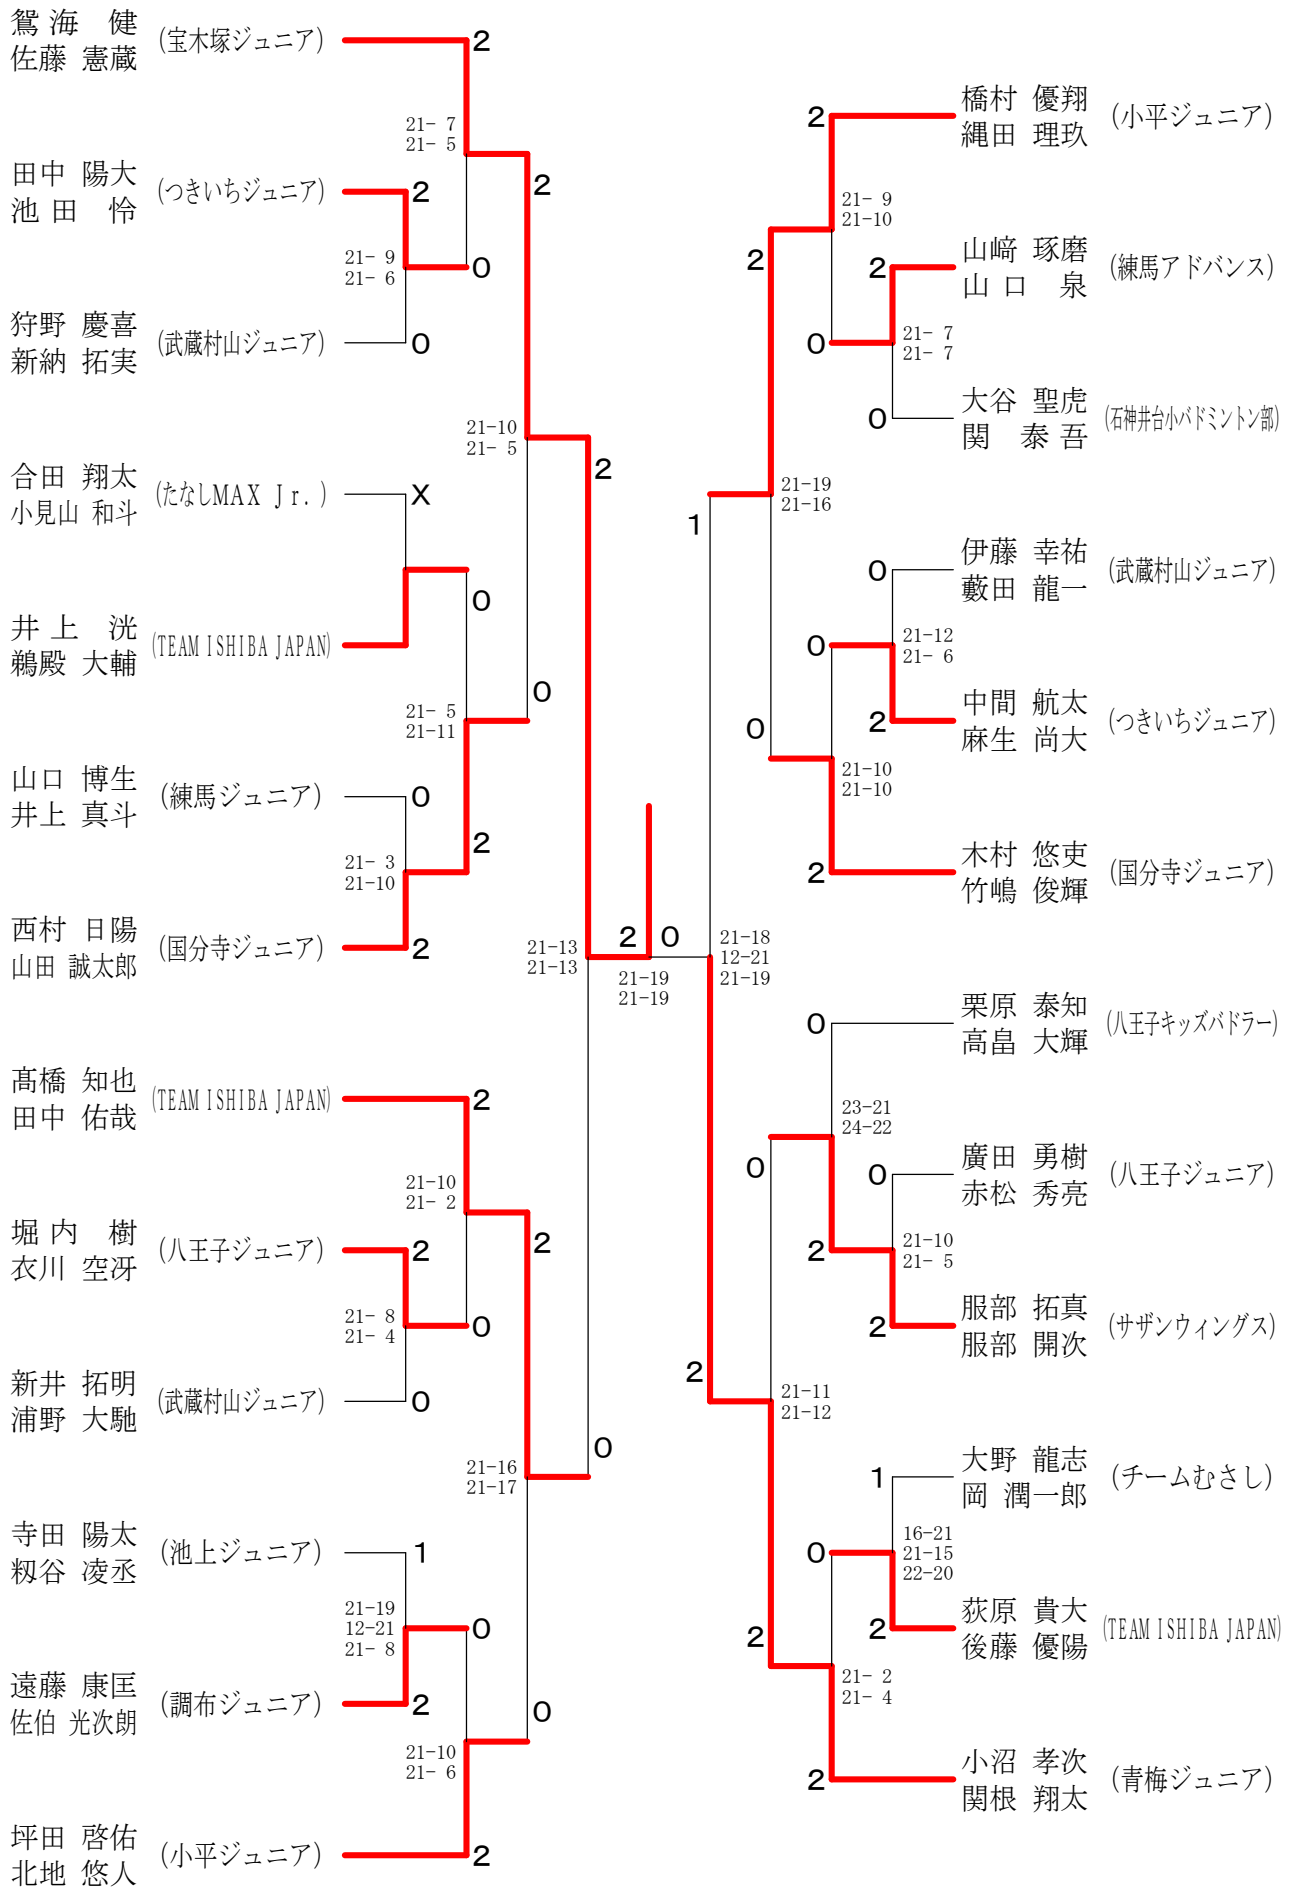 鴛海 健
佐藤 憲蔵
(宝木塚ジュニア)
2
21- 7
21- 5
田中 陽大
池田 怜
(つきいちジュニア)
2
2
21- 9
21- 6
0
狩野 慶喜
新納 拓実
(武蔵村山ジュニア)
0
21-10
21- 5
2
合田 翔太
小見山 和斗
(たなしMAX Jr.)
X
0
井上 洸
鵜殿 大輔
(TEAM ISHIBA JAPAN)
0
21- 5
21-11
山口 博生
井上 真斗
(練馬ジュニア)
0
2
21- 3
21-10
西村 日陽
山田 誠太郎
(国分寺ジュニア)
2
21-13
21-13
2
0
21-19
21-19
髙橋 知也
田中 佑哉
(TEAM ISHIBA JAPAN)
2
21-10
21- 2
堀内 樹
衣川 空冴
(八王子ジュニア)
2
2
21- 8
21- 4
0
新井 拓明
浦野 大馳
(武蔵村山ジュニア)
0
21-16
21-17
0
寺田 陽太
籾谷 凌丞
(池上ジュニア)
1
21-19
12-21
21- 8
0
遠藤 康匡
佐伯 光次朗
(調布ジュニア)
2
0
21-10
21- 6
坪田 啓佑
北地 悠人
(小平ジュニア)
2
2
橋村 優翔
縄田 理玖
(小平ジュニア)
21- 9
21-10
2
2
山﨑 琢磨
山口 泉
(練馬アドバンス)
0
21- 7
21- 7
0
大谷 聖虎
関 泰吾
(石神井台小バドミントン部)
1
21-19
21-16
0
伊藤 幸祐
藪田 龍一
(武蔵村山ジュニア)
0
21-12
21- 6
0
2
中間 航太
麻生 尚大
(つきいちジュニア)
21-10
21-10
2
木村 悠吏
竹嶋 俊輝
(国分寺ジュニア)
21-18
12-21
21-19
0
栗原 泰知
高畠 大輝
(八王子キッズバドラー)
23-21
24-22
0
0
廣田 勇樹
赤松 秀亮
(八王子ジュニア)
2
21-10
21- 5
2
服部 拓真
服部 開次
(サザンウィングス)
2
21-11
21-12
1
大野 龍志
岡 潤一郎
(チームむさし)
0
16-21
21-15
22-20
2
2
荻原 貴大
後藤 優陽
(TEAM ISHIBA JAPAN)
21- 2
21- 4
2
小沼 孝次
関根 翔太
(青梅ジュニア)